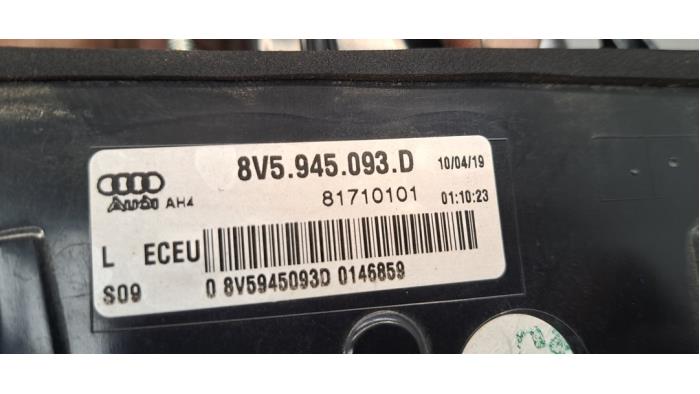 8V5.945.093.D 10/04/19
Audi AH4 81710101 01:10:23
L ECEU
S09 0 8V5945093D 0146859